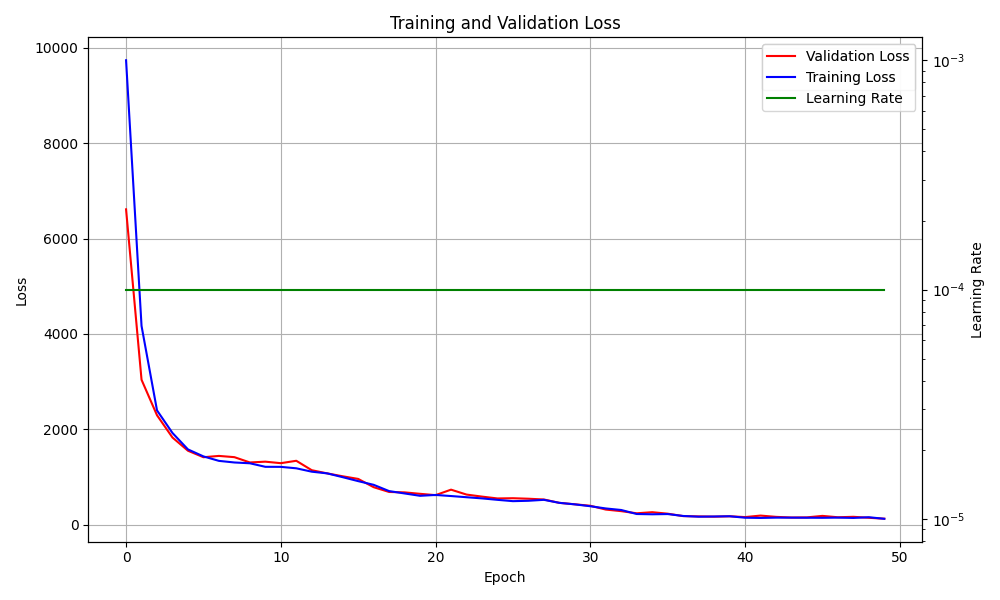 Training and Validation Loss
10000
8000
6000
4000
2000
0
Loss
0
10
20
30
40
50
Epoch
10⁻³
10⁻⁴
10⁻⁵
Learning Rate
Validation Loss
Training Loss
Learning Rate